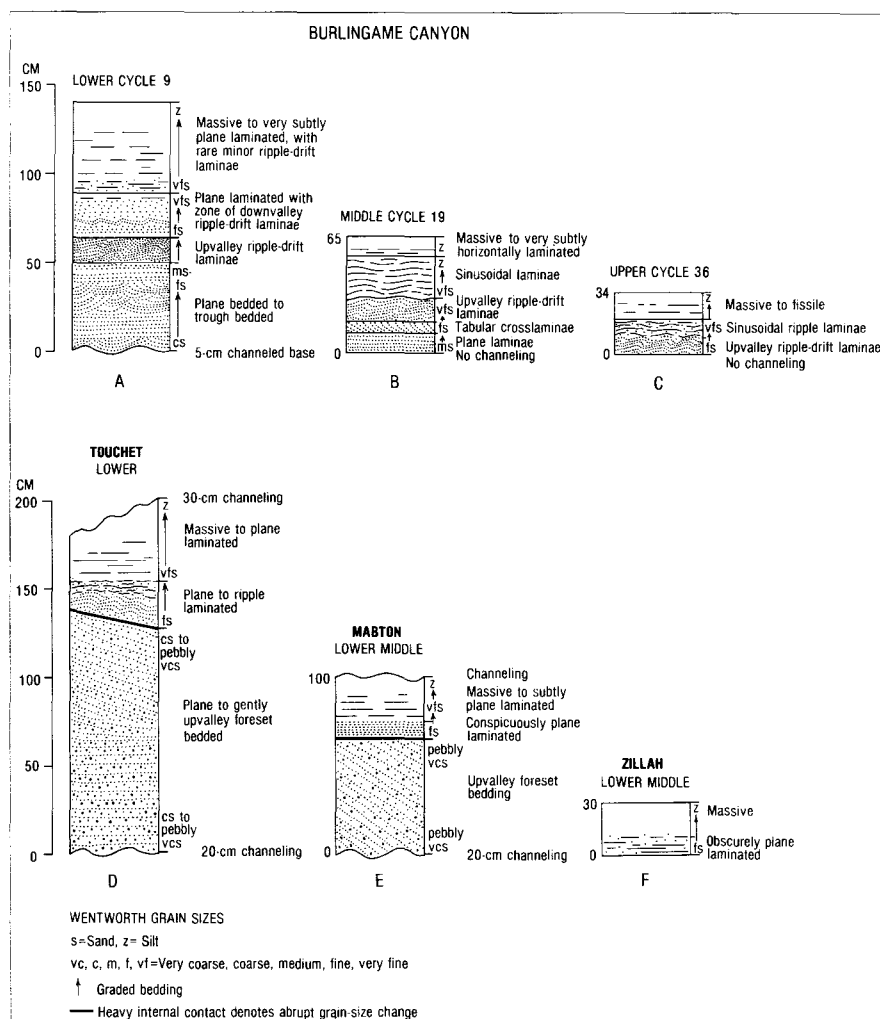 BURLINGAME CANYON
CM
150
100
50
0
LOWER CYCLE 9
z
Massive to very subtly
plane laminated, with
rare minor ripple-drift
laminae
vfs
vfs
Plane laminated with
zone of downvalley
ripple-drift laminae
fs
Upvalley ripple-drift
laminae
ms-
fs
Plane bedded to
trough bedded
cs
5-cm channeled base
A
MIDDLE CYCLE 19
65
0
z
Massive to very subtly
horizontally laminated
Sinusoidal laminae
vfs
vfs
Upvalley ripple-drift
laminae
fs
Tabular crosslaminae
ms
Plane laminae
No channeling
B
UPPER CYCLE 36
34
0
z
Massive to fissile
vfs
Sinusoidal ripple laminae
fs
Upvalley ripple-drift laminae
No channeling
C
TOUCHET
LOWER
CM
200
150
100
50
0
30-cm channeling
z
Massive to plane
laminated
vfs
Plane to ripple
laminated
fs
cs to
pebbly
vcs
Plane to gently
upvalley foreset
bedded
cs to
pebbly
vcs
20-cm channeling
D
MABTON
LOWER MIDDLE
100
0
Channeling
z
Massive to subtly
plane laminated
vfs
Conspicuously plane
laminated
fs
pebbly
vcs
Upvalley foreset
bedding
pebbly
vcs
20-cm channeling
E
ZILLAH
LOWER MIDDLE
30
0
z
Massive
fs
Obscurely plane
laminated
F
WENTWORTH GRAIN SIZES
s=Sand, z= Silt
vc, c, m, f, vf=Very coarse, coarse, medium, fine, very fine
↑ Graded bedding
Heavy internal contact denotes abrupt grain-size change